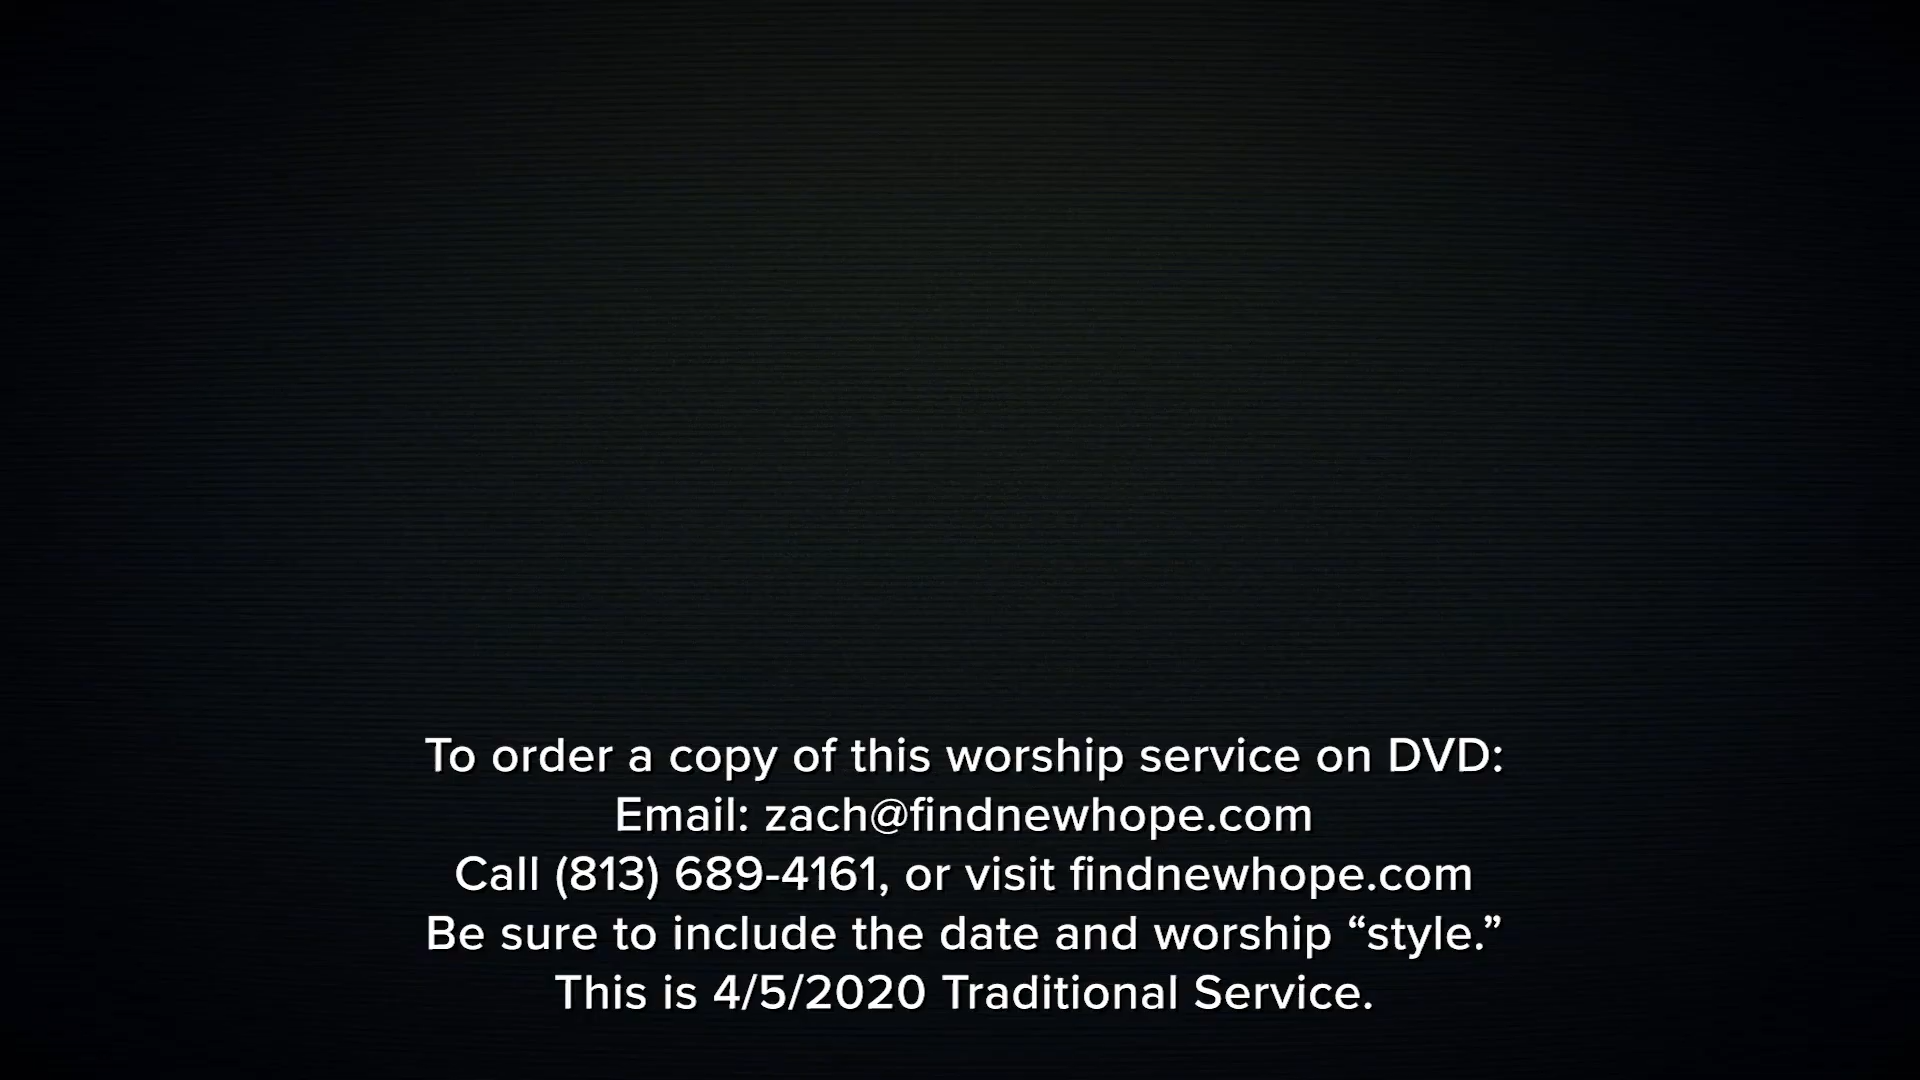 To order a copy of this worship service on DVD:
Email: zach@findnewhope.com
Call (813) 689-4161, or visit findnewhope.com
Be sure to include the date and worship “style.”
This is 4/5/2020 Traditional Service.